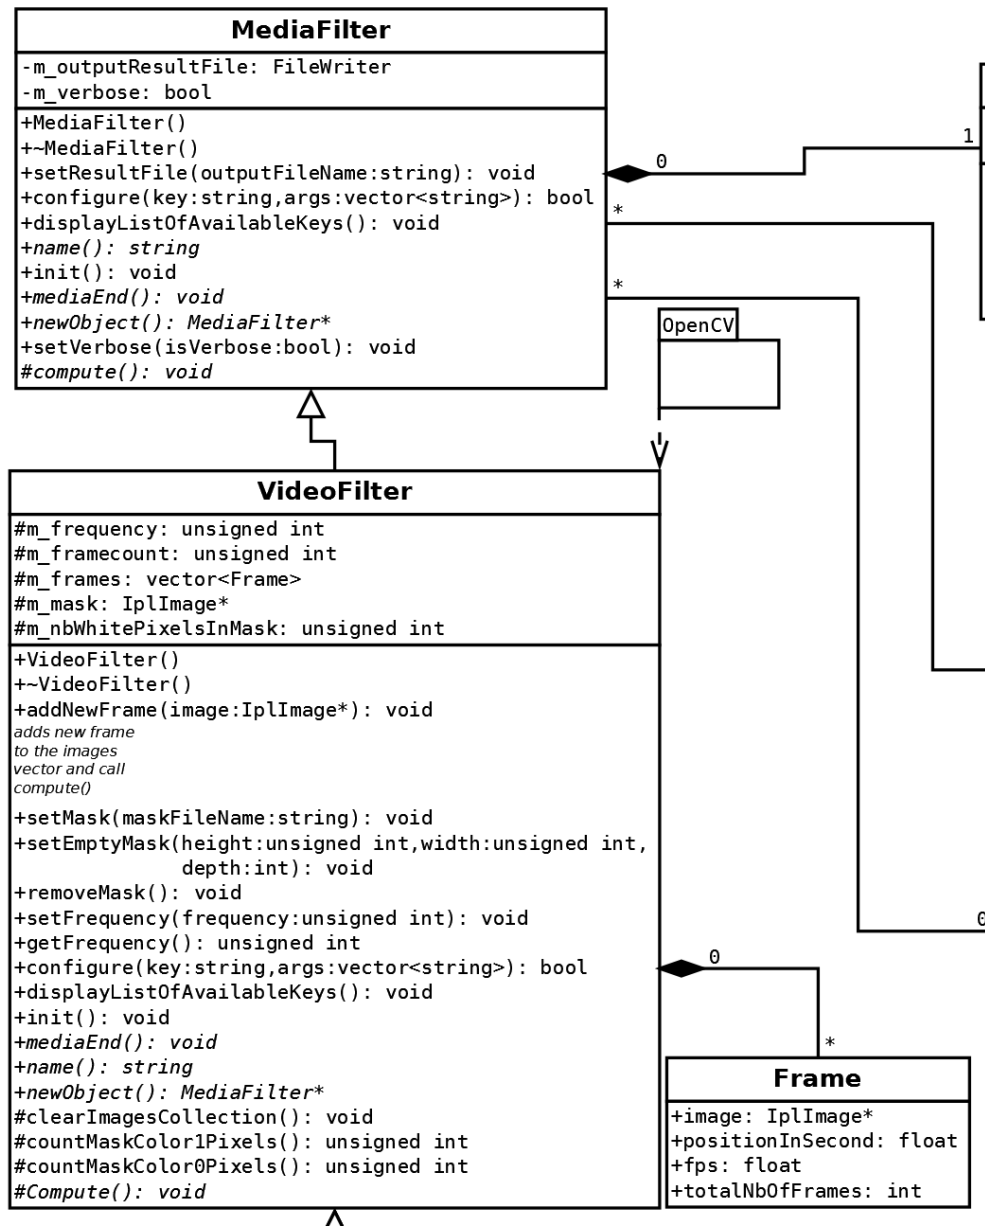 MediaFilter
-m_outputResultFile: FileWriter
-m_verbose: bool
+MediaFilter()
+~MediaFilter()
+setResultFile(outputFileName:string): void
+configure(key:string,args:vector<string>): bool
+displayListOfAvailableKeys(): void
+name(): string
+init(): void
+mediaEnd(): void
+newObject(): MediaFilter*
+setVerbose(isVerbose:bool): void
#compute(): void
0
1
*
*
OpenCV
VideoFilter
#m_frequency: unsigned int
#m_framecount: unsigned int
#m_frames: vector<Frame>
#m_mask: IplImage*
#m_nbWhitePixelsInMask: unsigned int
+VideoFilter()
+~VideoFilter()
+addNewFrame(image:IplImage*): void
adds new frame
to the images
vector and call
compute()
+setMask(maskFileName:string): void
+setEmptyMask(height:unsigned int,width:unsigned int,
depth:int): void
+removeMask(): void
+setFrequency(frequency:unsigned int): void
+getFrequency(): unsigned int
+configure(key:string,args:vector<string>): bool
+displayListOfAvailableKeys(): void
+init(): void
+mediaEnd(): void
+name(): string
+newObject(): MediaFilter*
#clearImagesCollection(): void
#countMaskColor1Pixels(): unsigned int
#countMaskColor0Pixels(): unsigned int
#Compute(): void
0
0
*
Frame
+image: IplImage*
+positionInSecond: float
+fps: float
+totalNbOfFrames: int